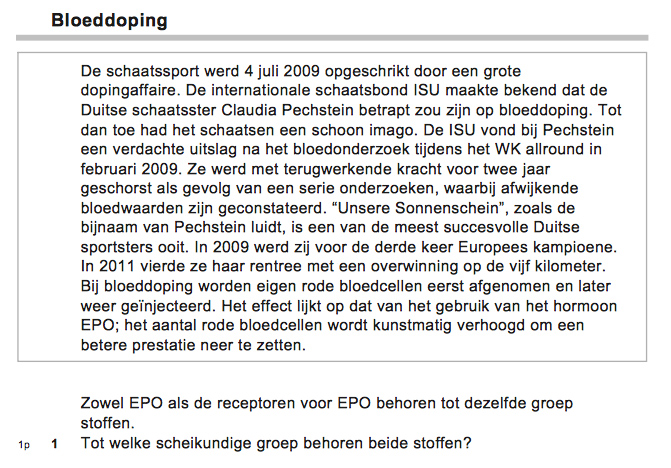 Bloeddoping
De schaatssport werd 4 juli 2009 opgeschrikt door een grote
dopingaffaire. De internationale schaatsbond ISU maakte bekend dat de
Duitse schaatsster Claudia Pechstein betrapt zou zijn op bloeddoping. Tot
dan toe had het schaatsen een schoon imago. De ISU vond bij Pechstein
een verdachte uitslag na het bloedonderzoek tijdens het WK allround in
februari 2009. Ze werd met terugwerkende kracht voor twee jaar
geschorst als gevolg van een serie onderzoeken, waarbij afwijkende
bloedwaarden zijn geconstateerd. “Unsere Sonnenschein”, zoals de
bijnaam van Pechstein luidt, is een van de meest succesvolle Duitse
sportsters ooit. In 2009 werd zij voor de derde keer Europees kampioene.
In 2011 vierde ze haar rentree met een overwinning op de vijf kilometer.
Bij bloeddoping worden eigen rode bloedcellen eerst afgenomen en later
weer geïnjecteerd. Het effect lijkt op dat van het gebruik van het hormoon
EPO; het aantal rode bloedcellen wordt kunstmatig verhoogd om een
betere prestatie neer te zetten.
Zowel EPO als de receptoren voor EPO behoren tot dezelfde groep
stoffen.
1p 1 Tot welke scheikundige groep behoren beide stoffen?